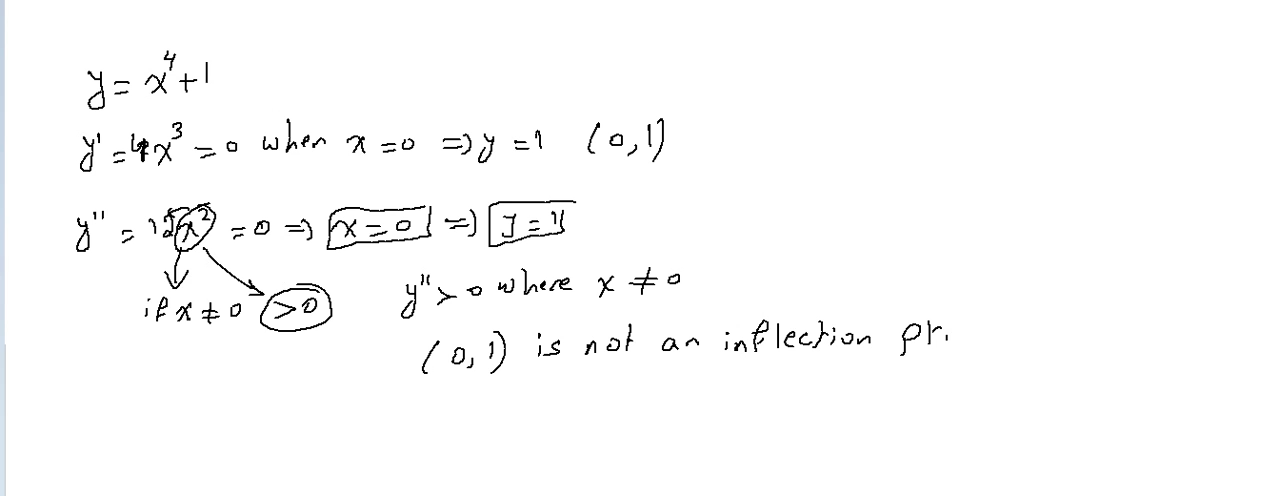 y = x⁴+1
y' = 4x³ = 0 when x = 0 ⇒ y = 1 (0,1)
y'' = 12x² = 0 ⇒ x = 0 ⇒ y = 1
if x ≠ 0 > 0 y'' > 0 where x ≠ 0
(0,1) is not an inflection pt.